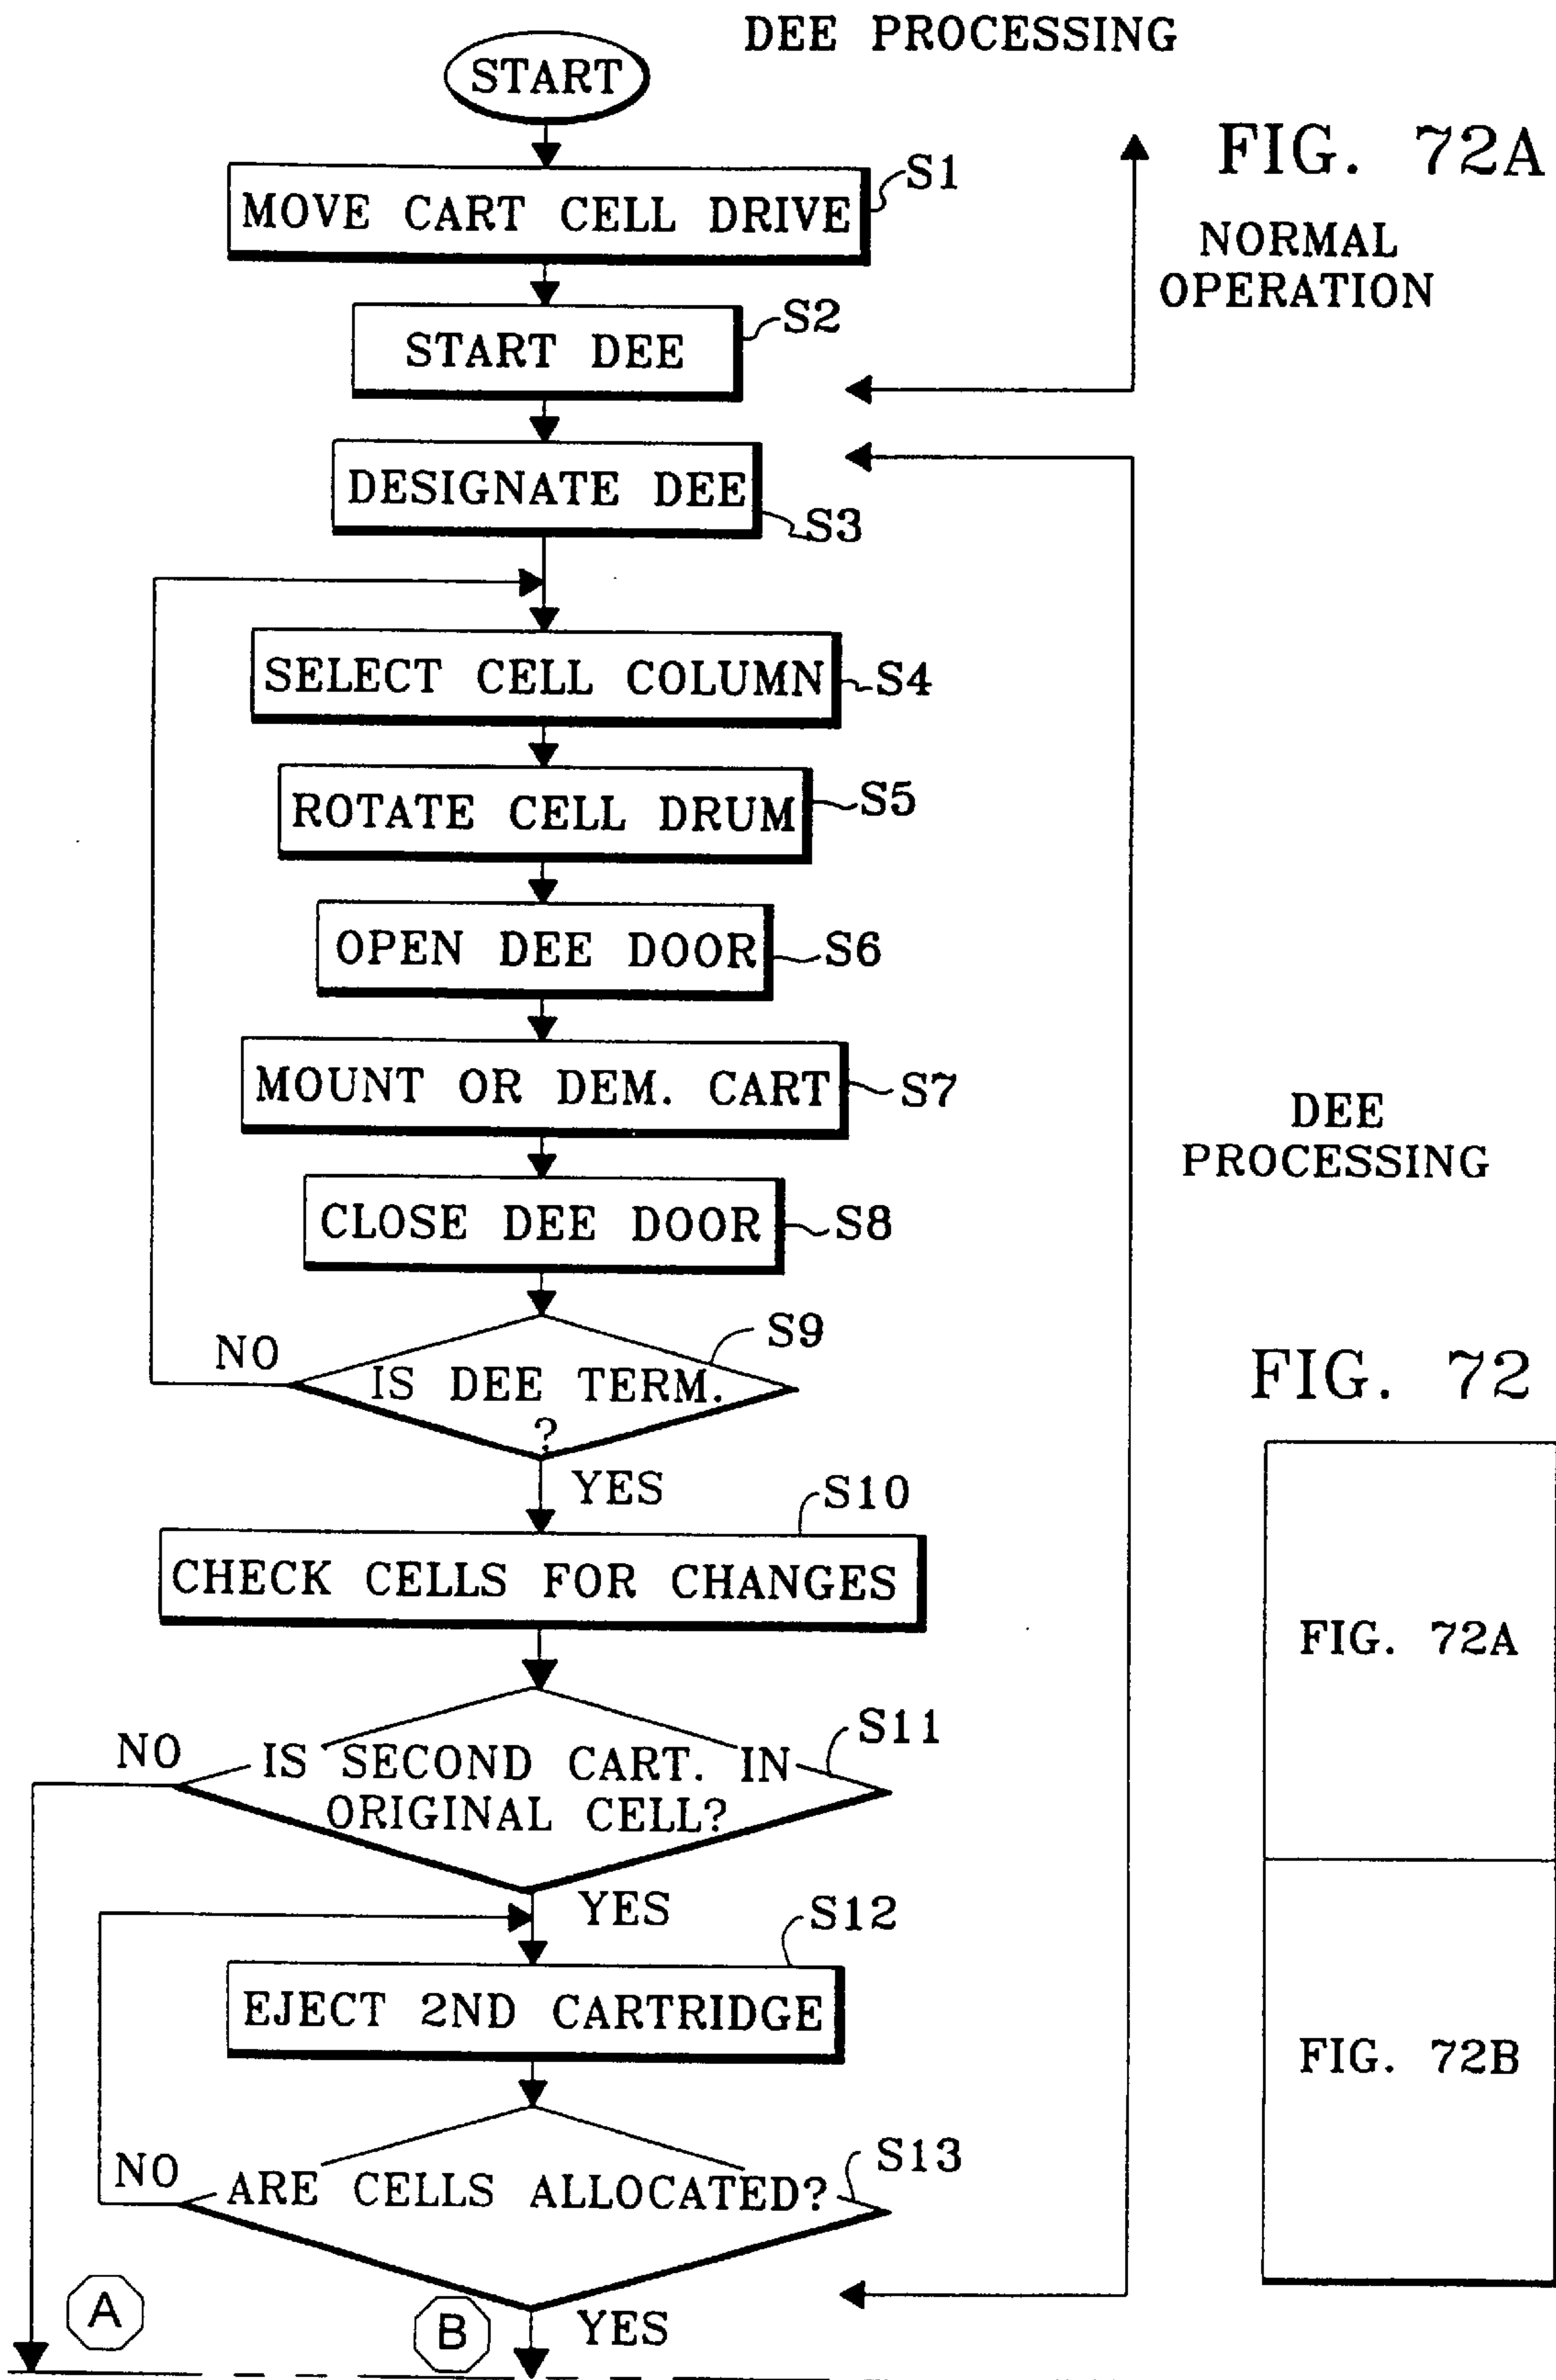 DEE PROCESSING
START
FIG. 72A
S1
MOVE CART CELL DRIVE
NORMAL
OPERATION
S2
START DEE
DESIGNATE DEE
S3
SELECT CELL COLUMN
S4
ROTATE CELL DRUM
S5
OPEN DEE DOOR
S6
MOUNT OR DEM. CART
S7
DEE
PROCESSING
CLOSE DEE DOOR
S8
S9
NO
IS DEE TERM.
?
FIG. 72
YES
S10
CHECK CELLS FOR CHANGES
FIG. 72A
S11
NO
IS SECOND CART. IN
ORIGINAL CELL?
YES
S12
EJECT 2ND CARTRIDGE
FIG. 72B
S13
NO
ARE CELLS ALLOCATED?
A
B
YES